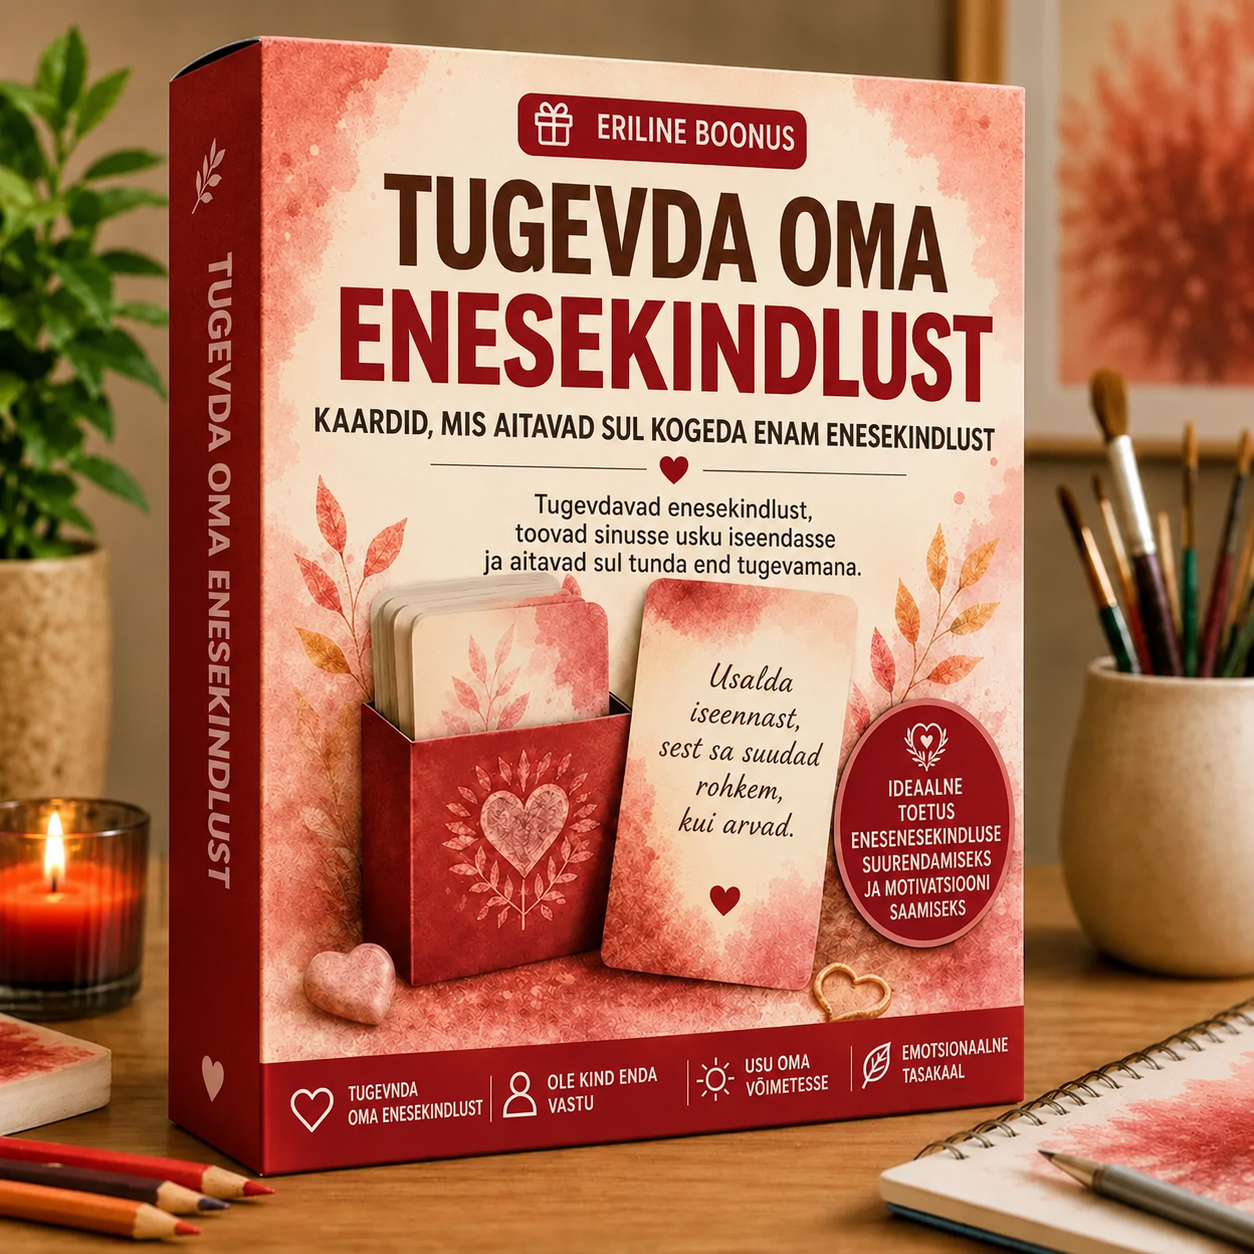 ERILINE BOONUS
TUGEVDA OMA
ENESEKINDLUST
KAARDID, MIS AITAVAD SUL KOGEDA ENAM ENESEKINDLUST
Tugevdavad enesekindlust,
toovad sinusse usku iseendasse
ja aitavad sul tunda end tugevamana.
Usalda
iseennast,
sest sa suudad
rohkem,
kui arvad.
IDEAALNE
TOETUS
ENESENESEKINDLUSE
SUURENDAMISEKS
JA MOTIVATSIOONI
SAAMISEKS
TUGEVNDA
OMA ENESEKINDLUST
OLE KIND ENDA
VASTU
USU OMA
VÕIMETESSE
EMOTSIONAALNE
TASAKAAL
TUGEVDA OMA ENESEKINDLUST